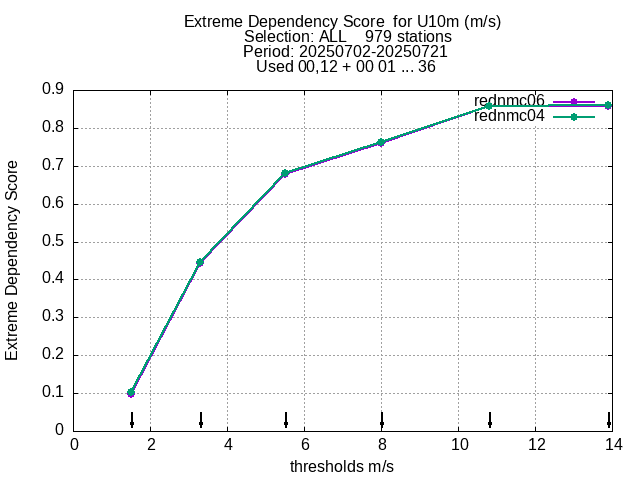 Extreme Dependency Score  for U10m (m/s)
Selection: ALL    979 stations
Period: 20250702-20250721
Used 00,12 + 00 01 ... 36
rednmc06
rednmc04
0.9
0.8
0.7
0.6
0.5
0.4
0.3
0.2
0.1
0
Extreme Dependency Score
0 2 4 6 8 10 12 14
thresholds m/s